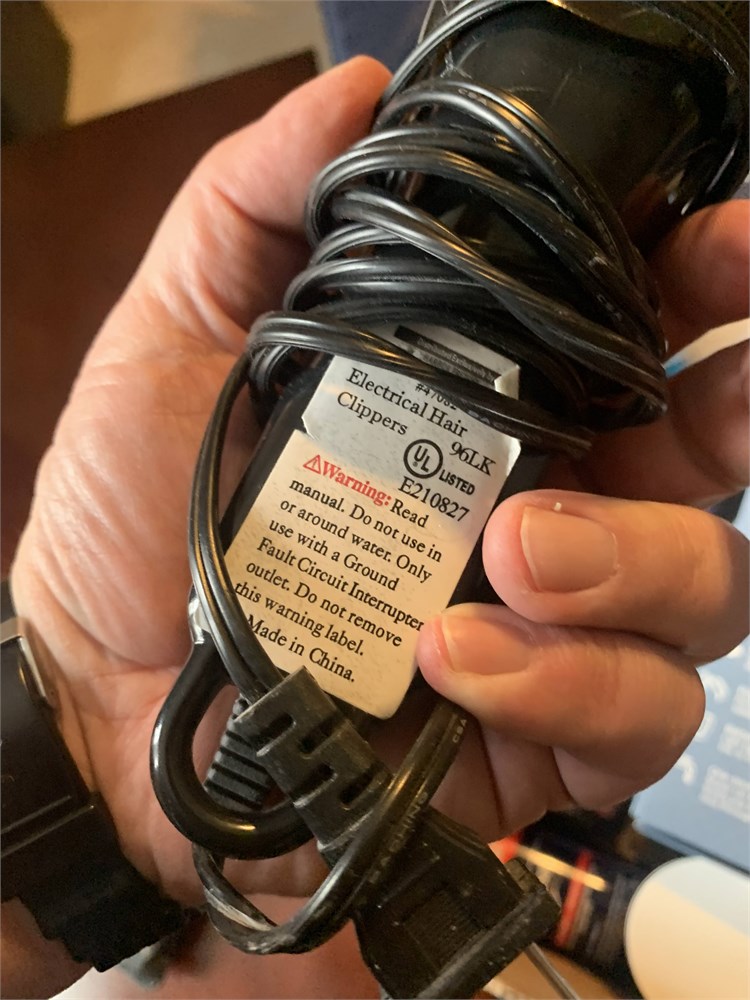 Electrical Hair
Clippers 96LK
UL LISTED
E210827
Warning: Read
manual. Do not use in
or around water. Only
use with a Ground
Fault Circuit Interrupter
outlet. Do not remove
this warning label.
Made in China.